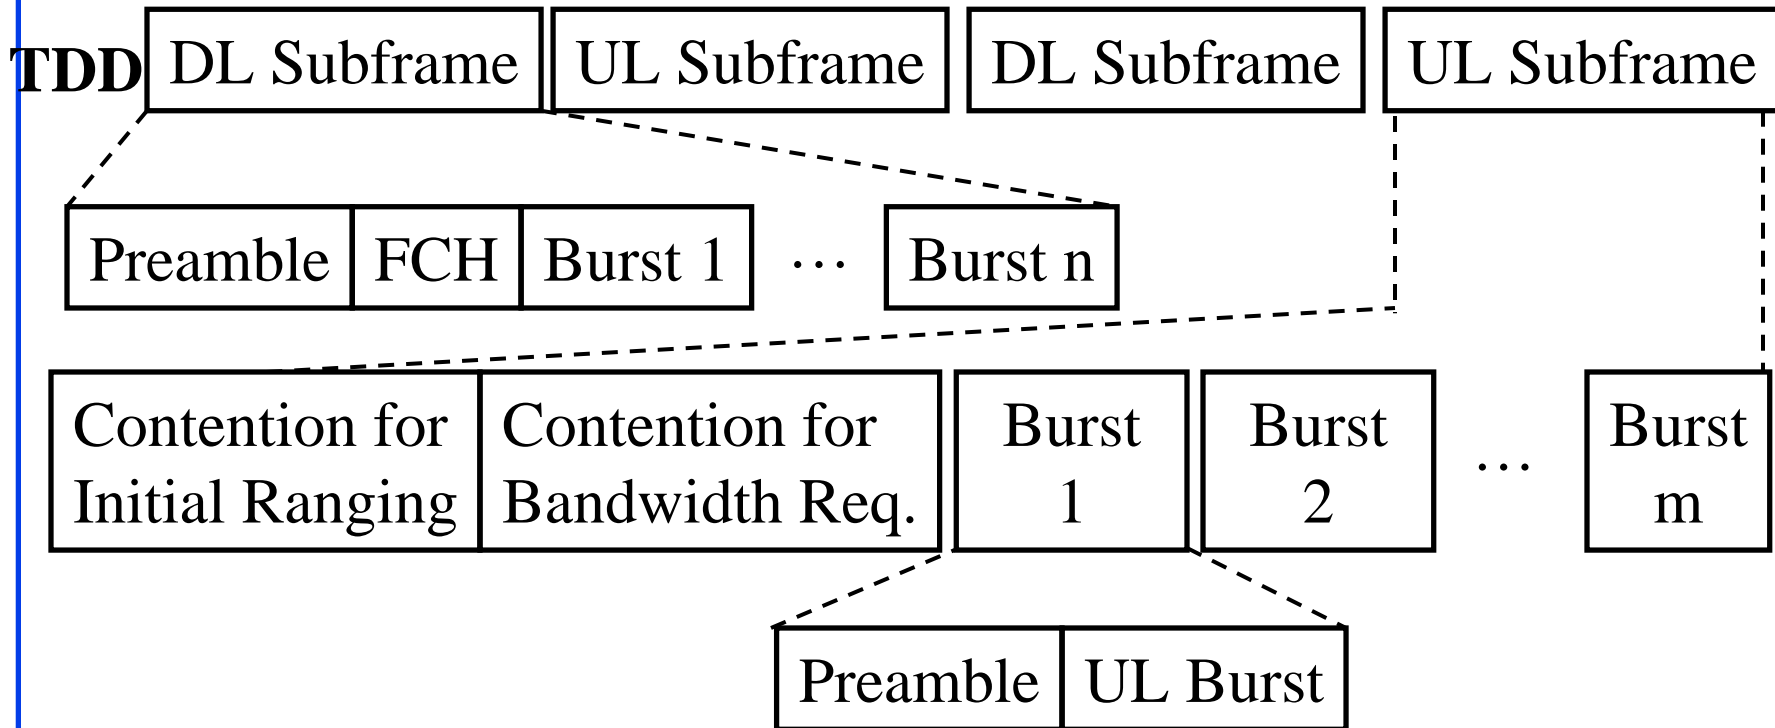 TDD DL Subframe UL Subframe DL Subframe UL Subframe
Preamble FCH Burst 1 … Burst n
Contention for Contention for Burst Burst Burst
Initial Ranging Bandwidth Req. 1 2 … m
Preamble UL Burst